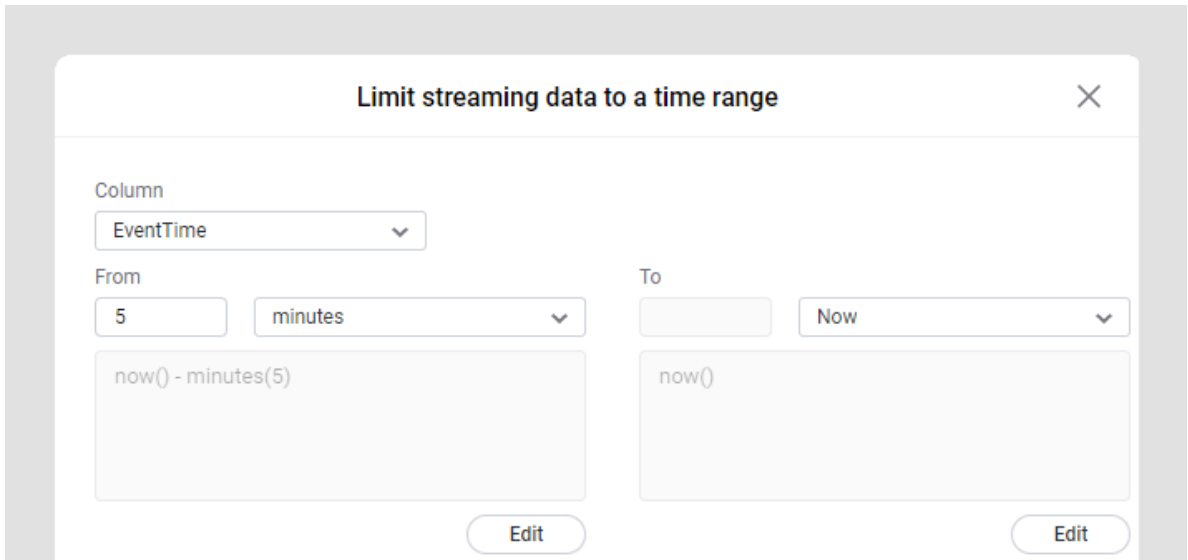 Limit streaming data to a time range
Column
EventTime
From
To
5
minutes
Now
now() - minutes(5)
now()
Edit
Edit